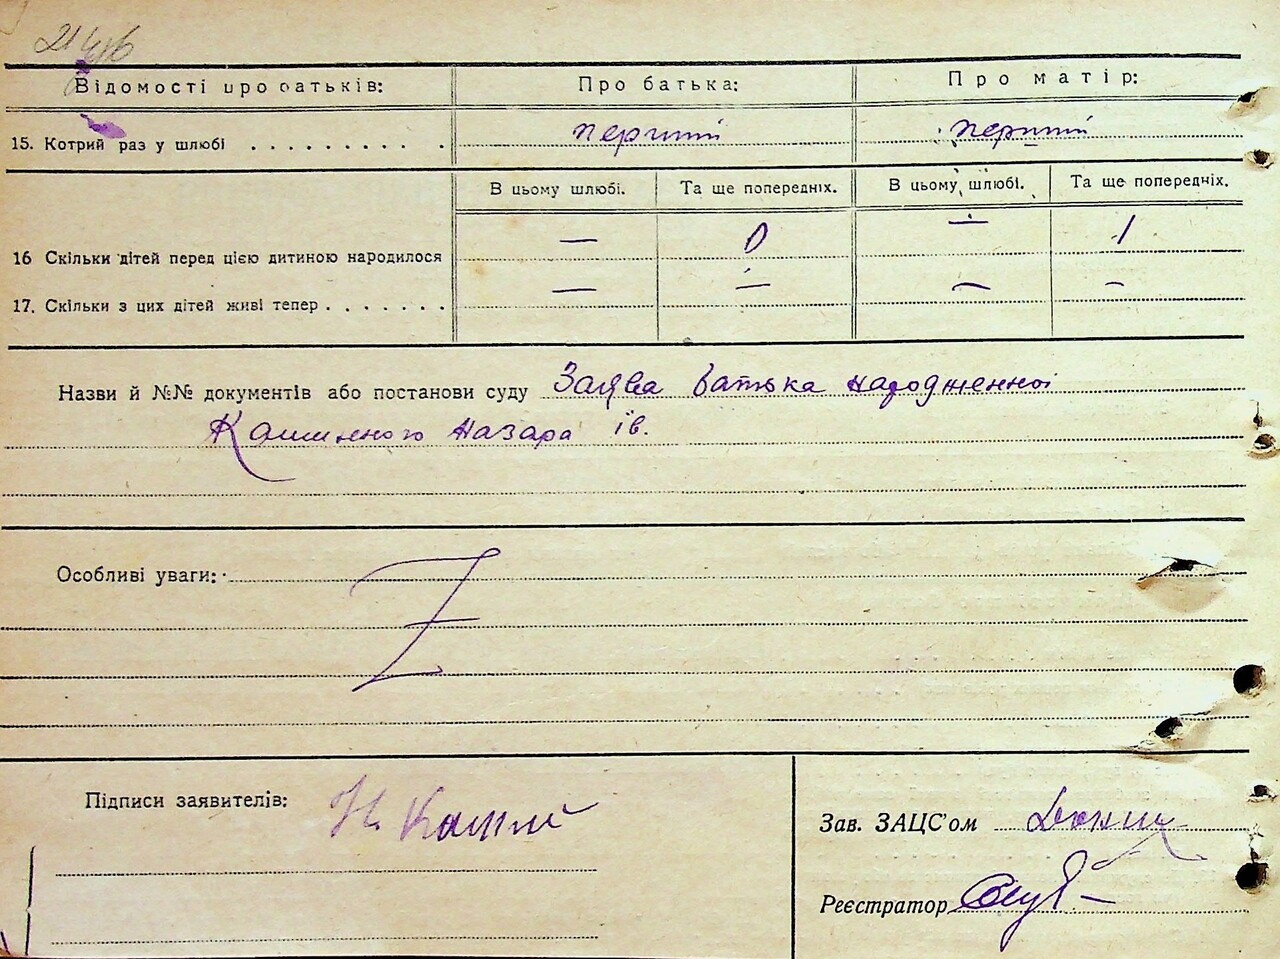 Відомості про батьків: Про батька: Про матір:
15. Котрий раз у шлюбі . . . . . . . . . . перший перший
В цьому шлюбі. Та ще попередніх. В цьому шлюбі. Та ще попередніх.
16 Скільки дітей перед цією дитиною народилося — 0 — 1
17. Скільки з цих дітей живі тепер . . . . . . . — — — —
Назви й №№ документів або постанови суду Заява батька народженної
Назара Ів.
Особливі уваги:
Z
Підписи заявителів: Н.
Зав. ЗАЦС'ом
Реєстратор